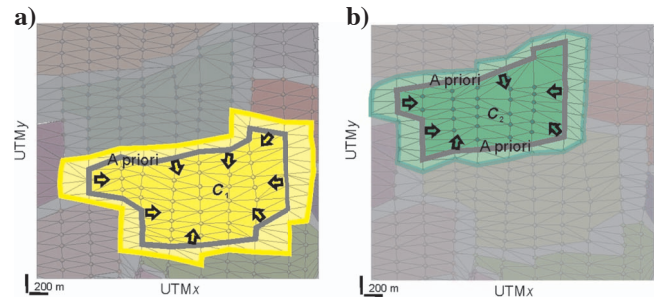 a)
b)
A priori
C1
UTMy
UTMx
200 m
A priori
C2
A priori
UTMy
UTMx
200 m